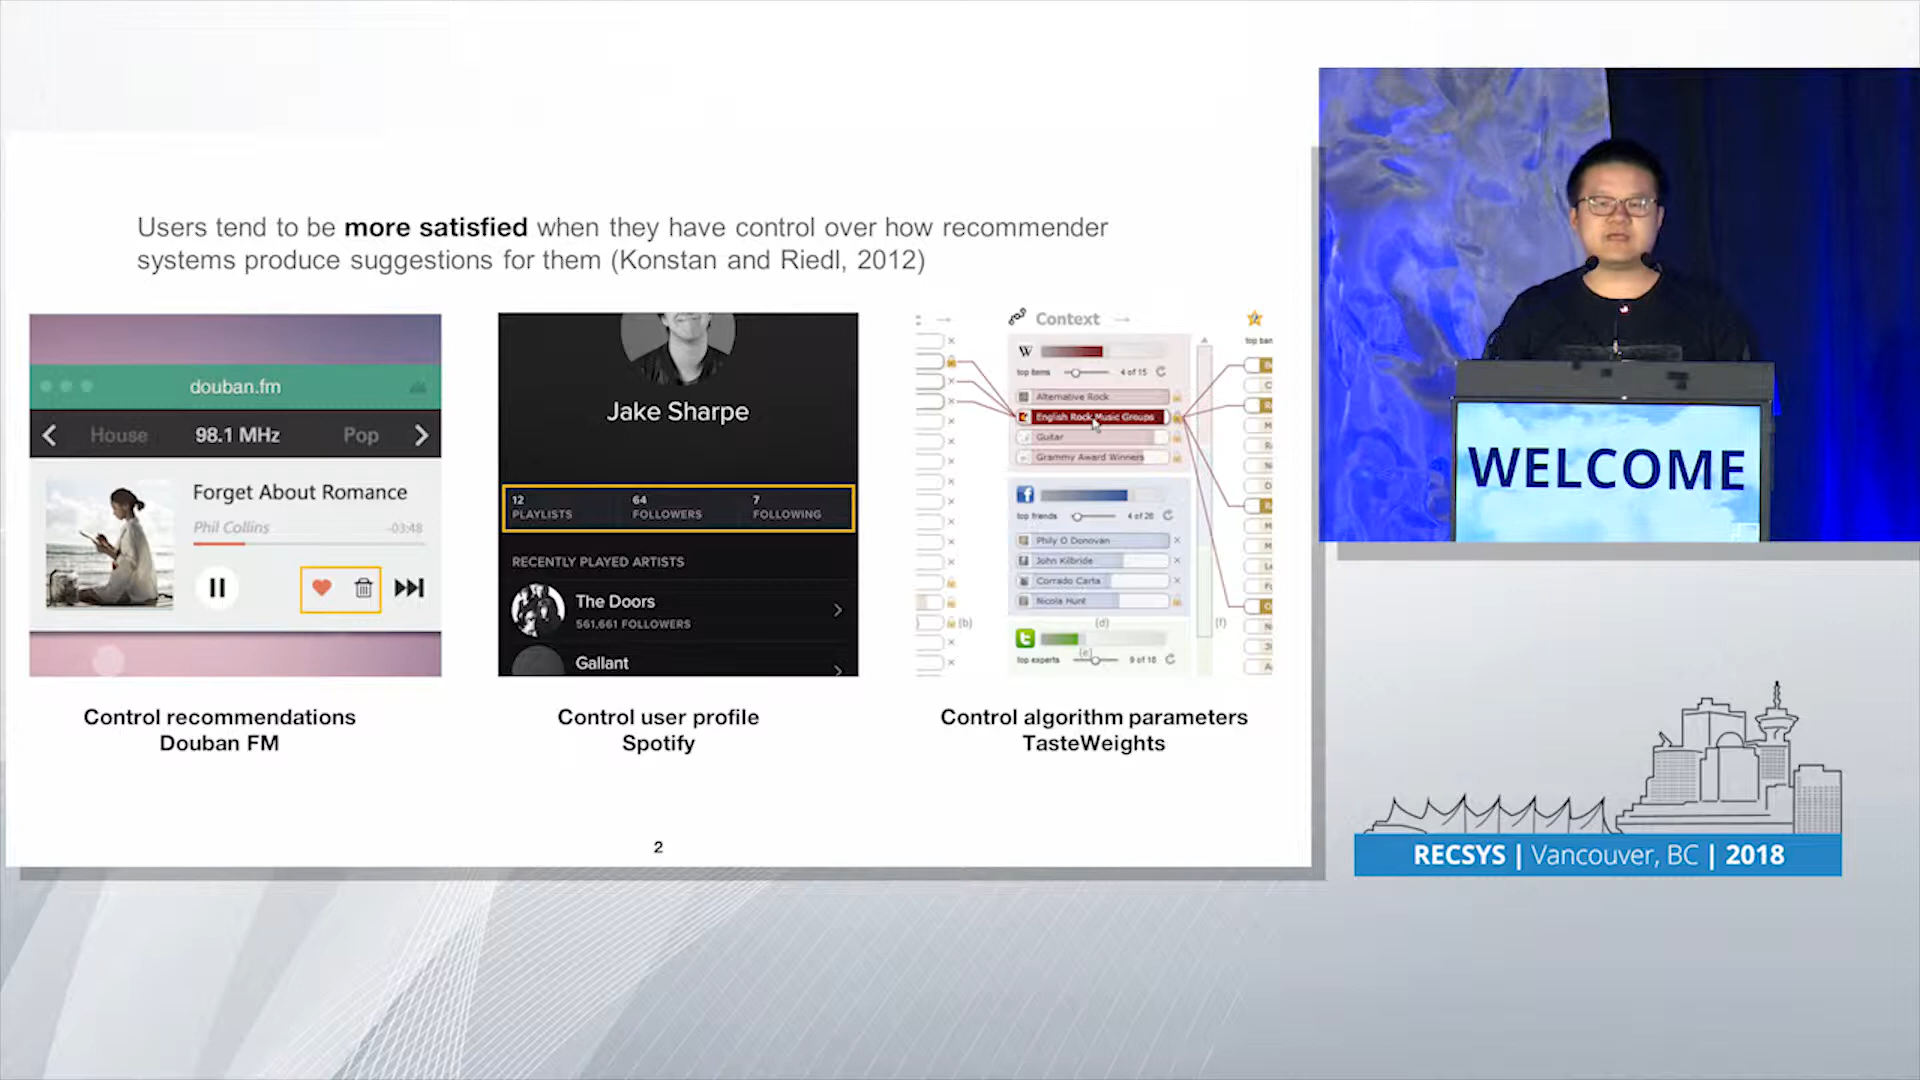 Users tend to be more satisfied when they have control over how recommender
systems produce suggestions for them (Konstan and Riedl, 2012)
douban.fm
House 98.1 MHz Pop
Forget About Romance
Phil Collins -03:48
Control recommendations
Douban FM
Jake Sharpe
12 64 7
PLAYLISTS FOLLOWERS FOLLOWING
RECENTLY PLAYED ARTISTS
The Doors
561,661 FOLLOWERS
Gallant
Control user profile
Spotify
Context
W
top items 4 of 15
Alternative Rock
English Rock Music Groups
Guitar
Grammy Award Winners
f
top friends 4 of 26
Phily O Donovan
John Kilbride
Corrado Carta
Nicola Hunt
(b) (d) (f)
t
(e)
top experts 9 of 18
Control algorithm parameters
TasteWeights
2
WELCOME
RECSYS | Vancouver, BC | 2018